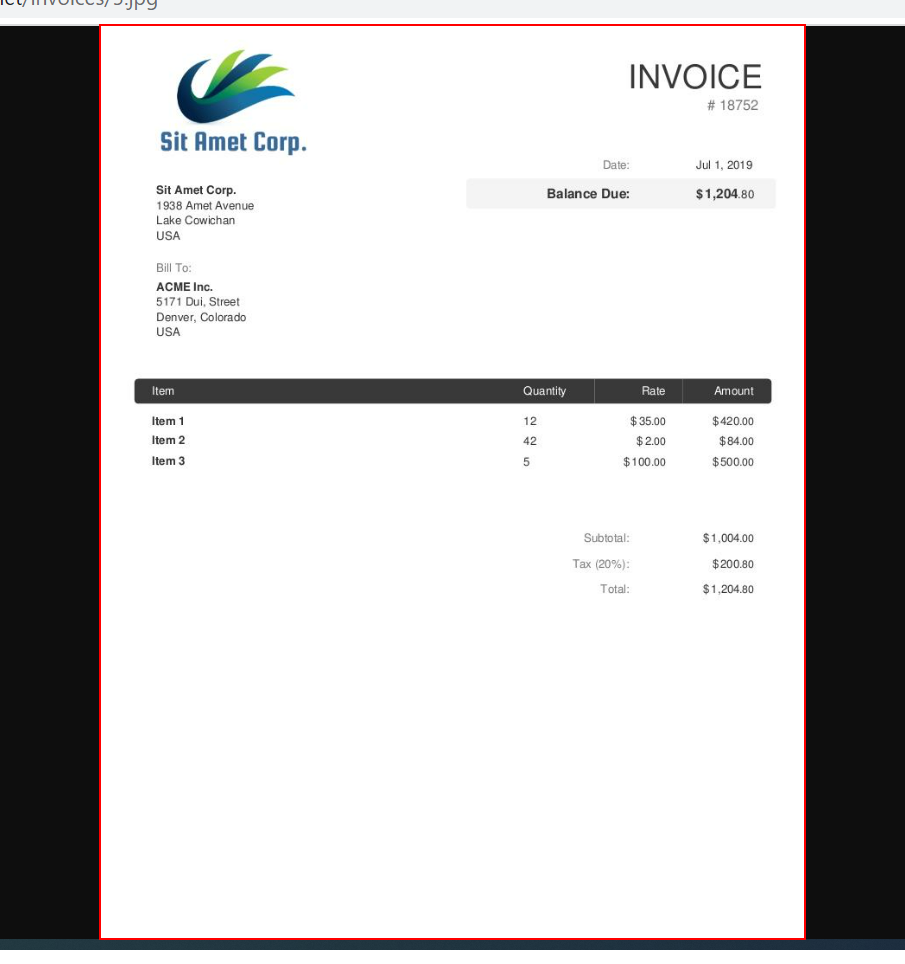 et/invoices/3.jpg
Sit Amet Corp.
INVOICE
# 18752
Date: Jul 1, 2019
Balance Due: $1,204.80
Sit Amet Corp.
1938 Amet Avenue
Lake Cowichan
USA
Bill To:
ACME Inc.
5171 Dui, Street
Denver, Colorado
USA
Item Quantity Rate Amount
Item 1 12 $35.00 $420.00
Item 2 42 $2.00 $84.00
Item 3 5 $100.00 $500.00
Subtotal: $1,004.00
Tax (20%): $200.80
Total: $1,204.80